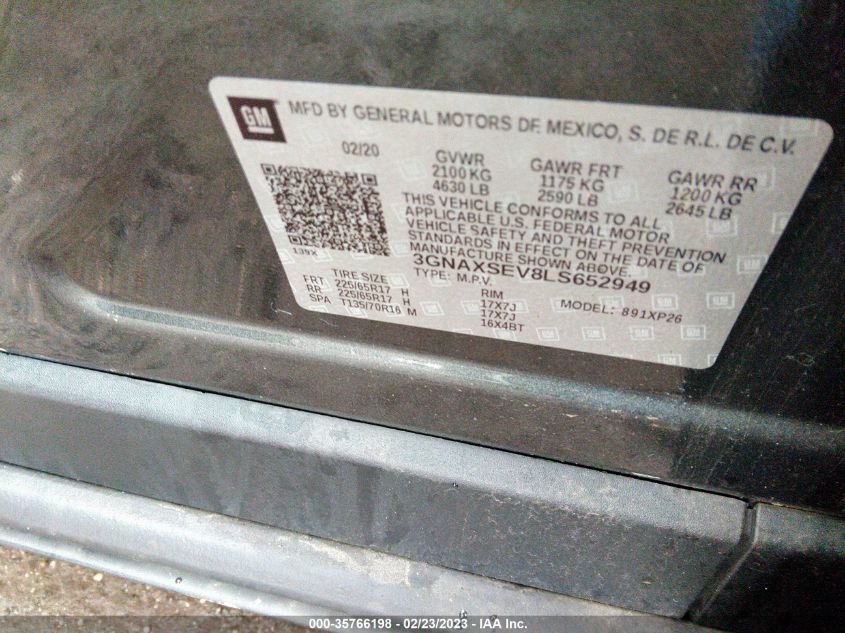 GM MFD BY GENERAL MOTORS DE MEXICO, S. DE R.L. DE C.V.
02/20
GVWR
2100 KG
4630 LB
GAWR FRT
1175 KG
2590 LB
GAWR RR
1200 KG
2645 LB
THIS VEHICLE CONFORMS TO ALL
APPLICABLE U.S. FEDERAL MOTOR
VEHICLE SAFETY AND THEFT PREVENTION
STANDARDS IN EFFECT ON THE DATE OF
MANUFACTURE SHOWN ABOVE.
139X
3GNAXSEV8LS652949
TYPE: M.P.V.
MODEL: 891XP26
TIRE SIZE RIM
FRT 225/65R17 H 17X7J
RR 225/65R17 H 17X7J
SPA T135/70R16 M 16X4BT
000-35766198 - 02/23/2023 - IAA Inc.